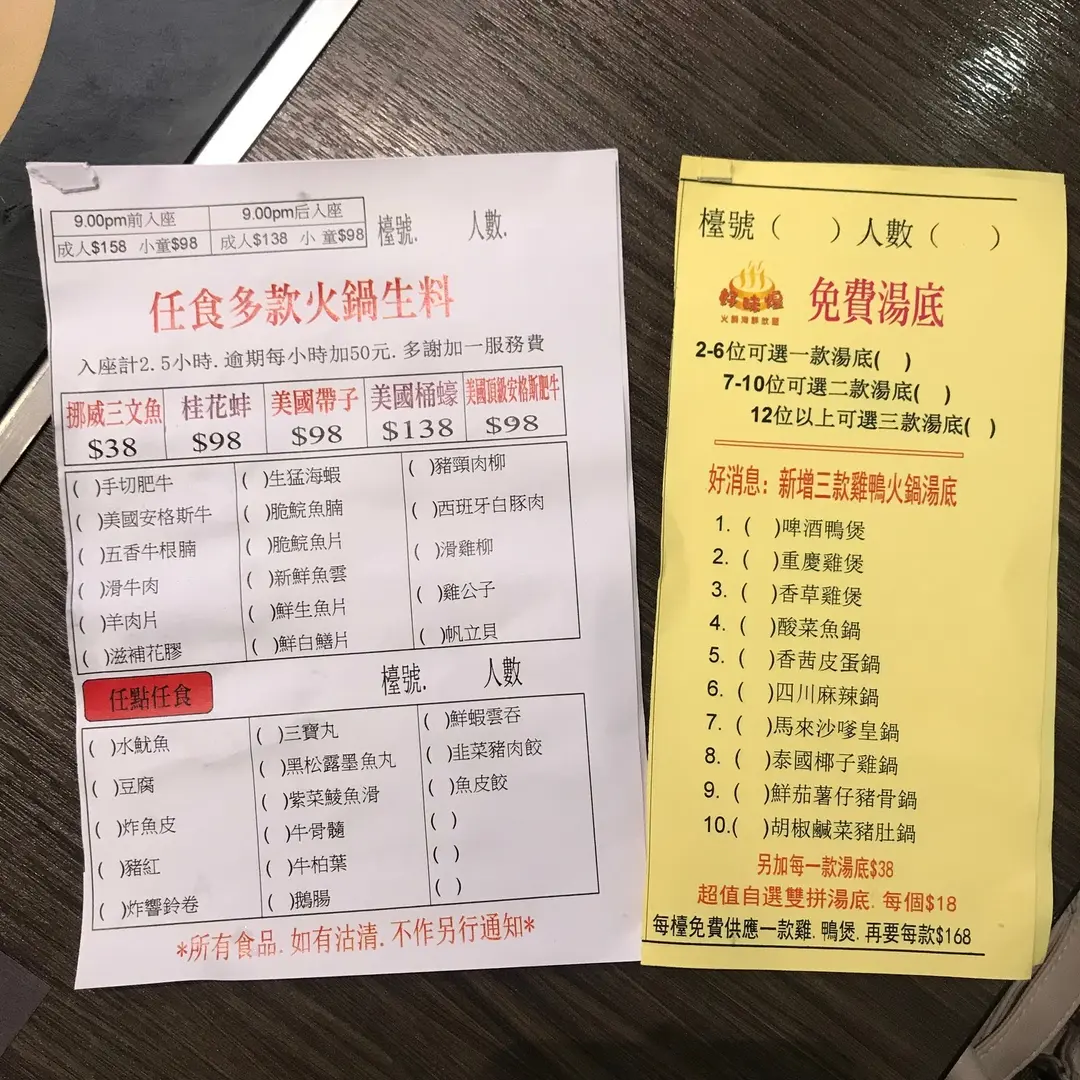 9.00pm前入座 9.00pm后入座
成人$158 小童$98 成人$138 小童$98
檯號. 人數.
任食多款火鍋生料
入座計2.5小時. 逾期每小時加50元. 多謝加一服務費
挪威三文魚 桂花蚌 美國帶子 美國桶蠔 美國頂級安格斯肥牛
$38 $98 $98 $138 $98
( )手切肥牛
( )美國安格斯牛
( )五香牛根腩
( )滑牛肉
( )羊肉片
( )滋補花膠
( )生猛海蝦
( )脆鯇魚腩
( )脆鯇魚片
( )新鮮魚雲
( )鮮生魚片
( )鮮白鱔片
( )豬頸肉柳
( )西班牙白豚肉
( )滑雞柳
( )雞公子
( )帆立貝
任點任食
檯號. 人數
( )水魷魚
( )豆腐
( )炸魚皮
( )豬紅
( )炸響鈴卷
( )三寶丸
( )黑松露墨魚丸
( )紫菜鯪魚滑
( )牛骨髓
( )牛柏葉
( )鵝腸
( )鮮蝦雲吞
( )韭菜豬肉餃
( )魚皮餃
( )
( )
( )
*所有食品. 如有沽清. 不作另行通知*
檯號 ( ) 人數 ( )
好味煌
火鍋海鮮飯館
免費湯底
2-6位可選一款湯底( )
7-10位可選二款湯底( )
12位以上可選三款湯底( )
好消息: 新增三款雞鴨火鍋湯底
1. ( )啤酒鴨煲
2. ( )重慶雞煲
3. ( )香草雞煲
4. ( )酸菜魚鍋
5. ( )香茜皮蛋鍋
6. ( )四川麻辣鍋
7. ( )馬來沙嗲皇鍋
8. ( )泰國椰子雞鍋
9. ( )鮮茄薯仔豬骨鍋
10.( )胡椒鹹菜豬肚鍋
另加每一款湯底$38
超值自選雙拼湯底. 每個$18
每檯免費供應一款雞. 鴨煲. 再要每款$168